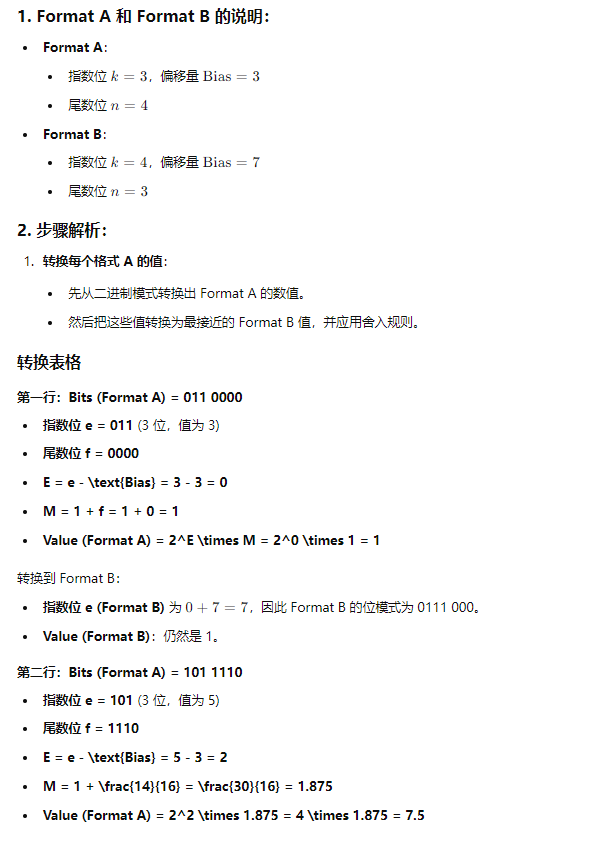 1. Format A 和 Format B 的说明：
• Format A：
• 指数位 k = 3，偏移量 Bias = 3
• 尾数位 n = 4
• Format B：
• 指数位 k = 4，偏移量 Bias = 7
• 尾数位 n = 3
2. 步骤解析：
1. 转换每个格式 A 的值：
• 先从二进制模式转换出 Format A 的数值。
• 然后把这些值转换为最接近的 Format B 值，并应用舍入规则。
转换表格
第一行：Bits (Format A) = 011 0000
• 指数位 e = 011 (3 位，值为 3)
• 尾数位 f = 0000
• E = e - \text{Bias} = 3 - 3 = 0
• M = 1 + f = 1 + 0 = 1
• Value (Format A) = 2^E \times M = 2^0 \times 1 = 1
转换到 Format B：
• 指数位 e (Format B) 为 0 + 7 = 7，因此 Format B 的位模式为 0111 000。
• Value (Format B)：仍然是 1。
第二行：Bits (Format A) = 101 1110
• 指数位 e = 101 (3 位，值为 5)
• 尾数位 f = 1110
• E = e - \text{Bias} = 5 - 3 = 2
• M = 1 + \frac{14}{16} = \frac{30}{16} = 1.875
• Value (Format A) = 2^2 \times 1.875 = 4 \times 1.875 = 7.5